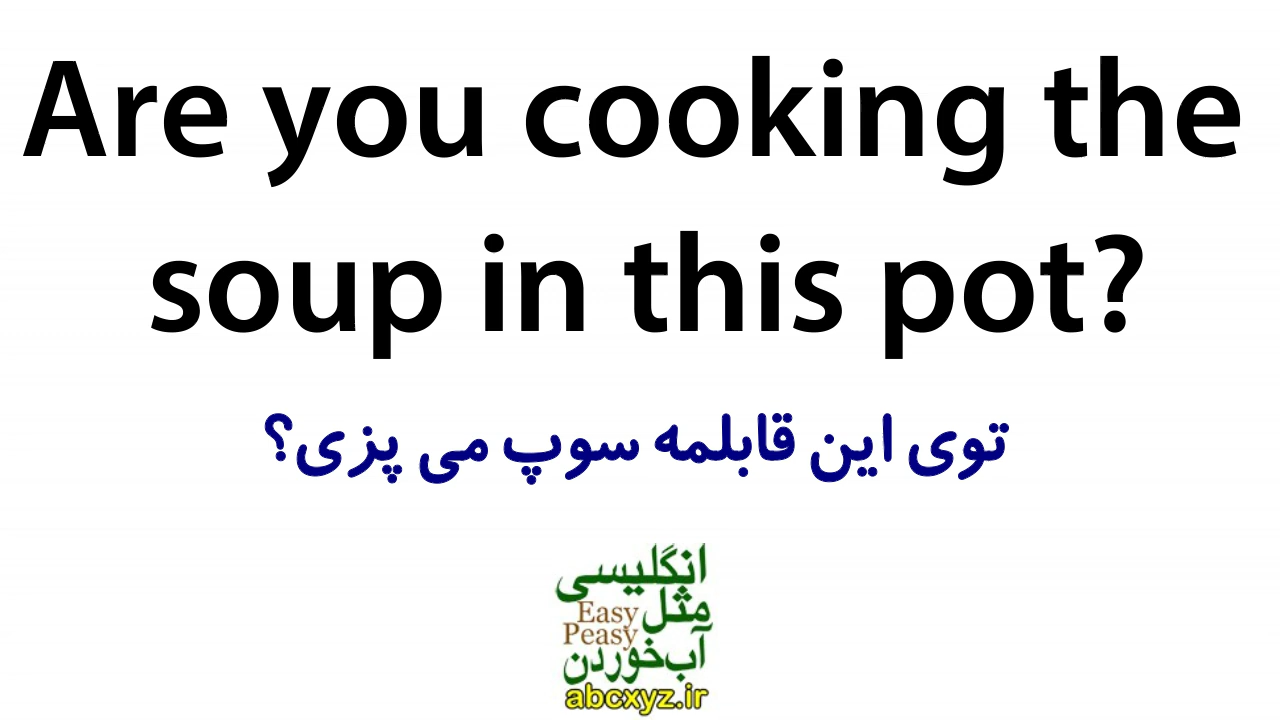 Are you cooking the
soup in this pot?
توی این قابلمه سوپ می پزی؟
انگلیسی
مثل Easy
Peasy
آب خوردن
abcxyz.ir